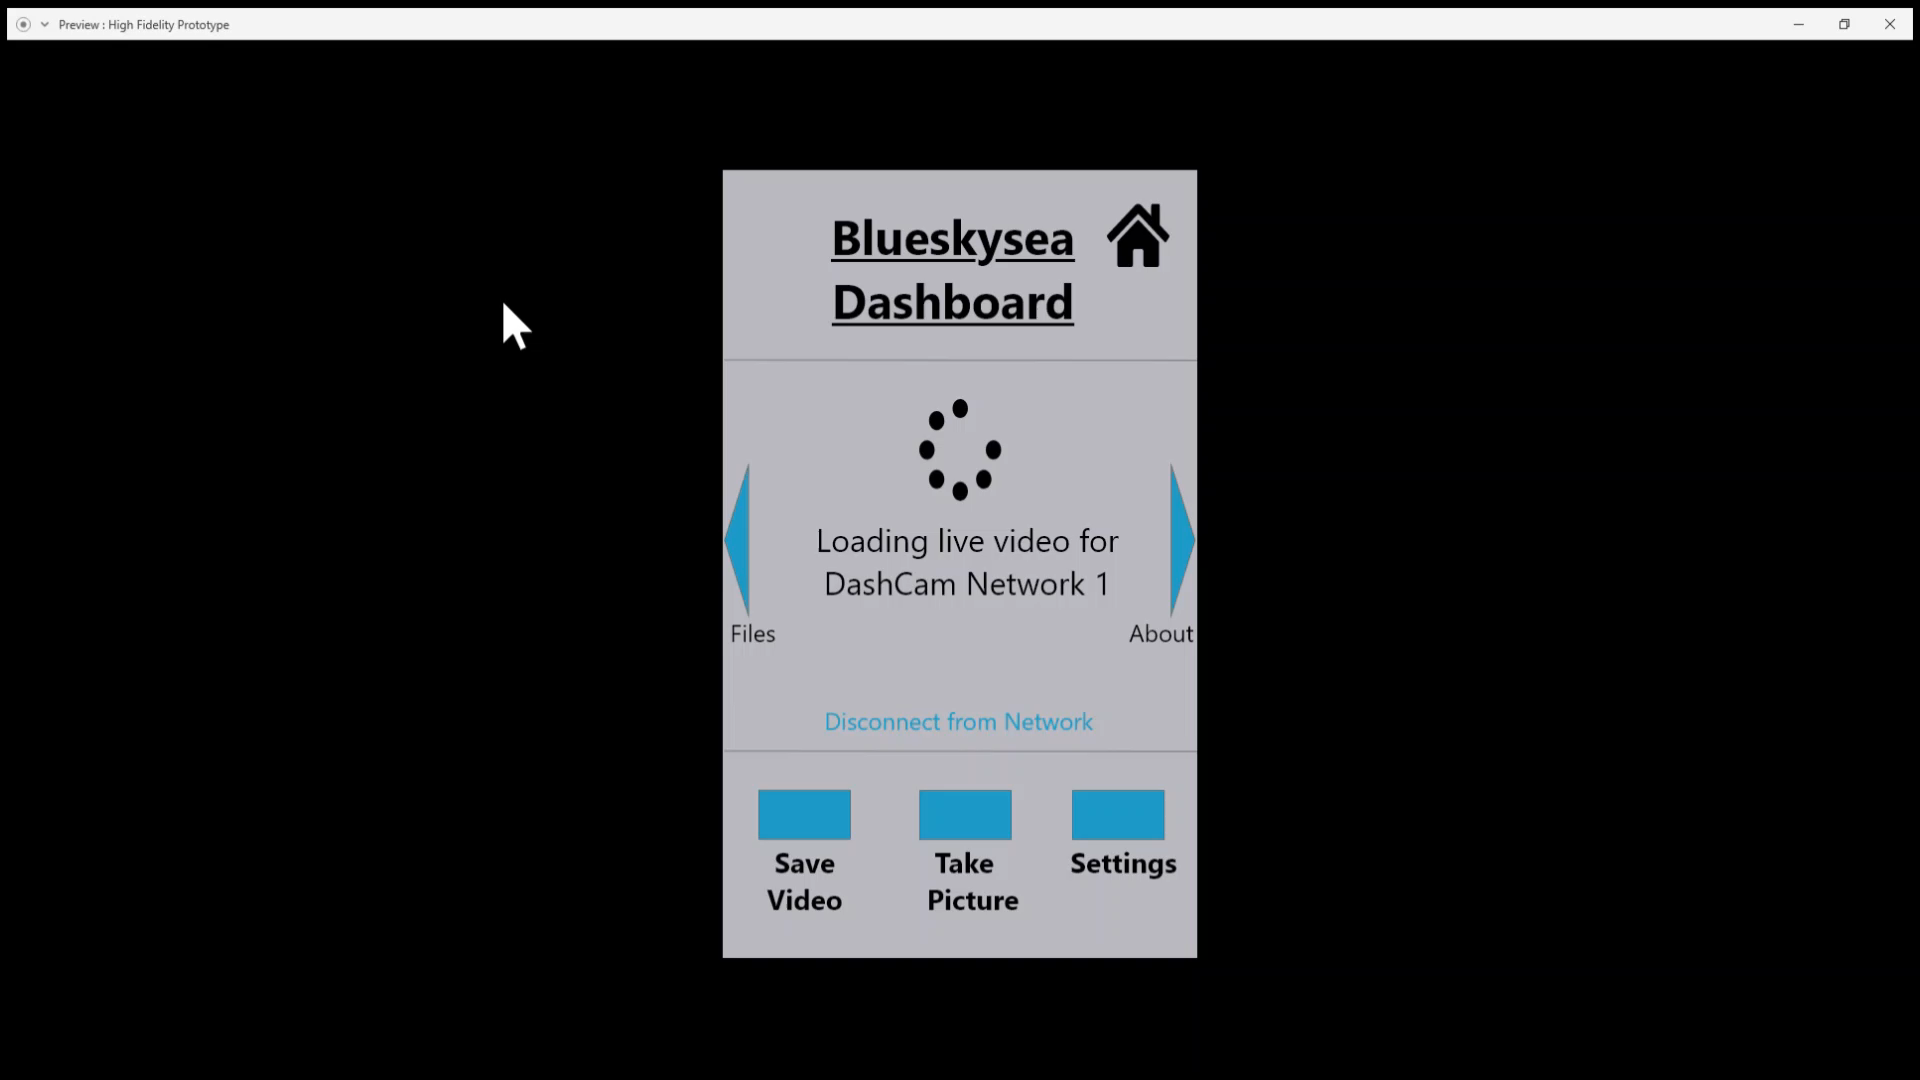 Preview : High Fidelity Prototype
Blueskysea
Dashboard
Loading live video for
DashCam Network 1
Files
About
Disconnect from Network
Save
Video
Take
Picture
Settings